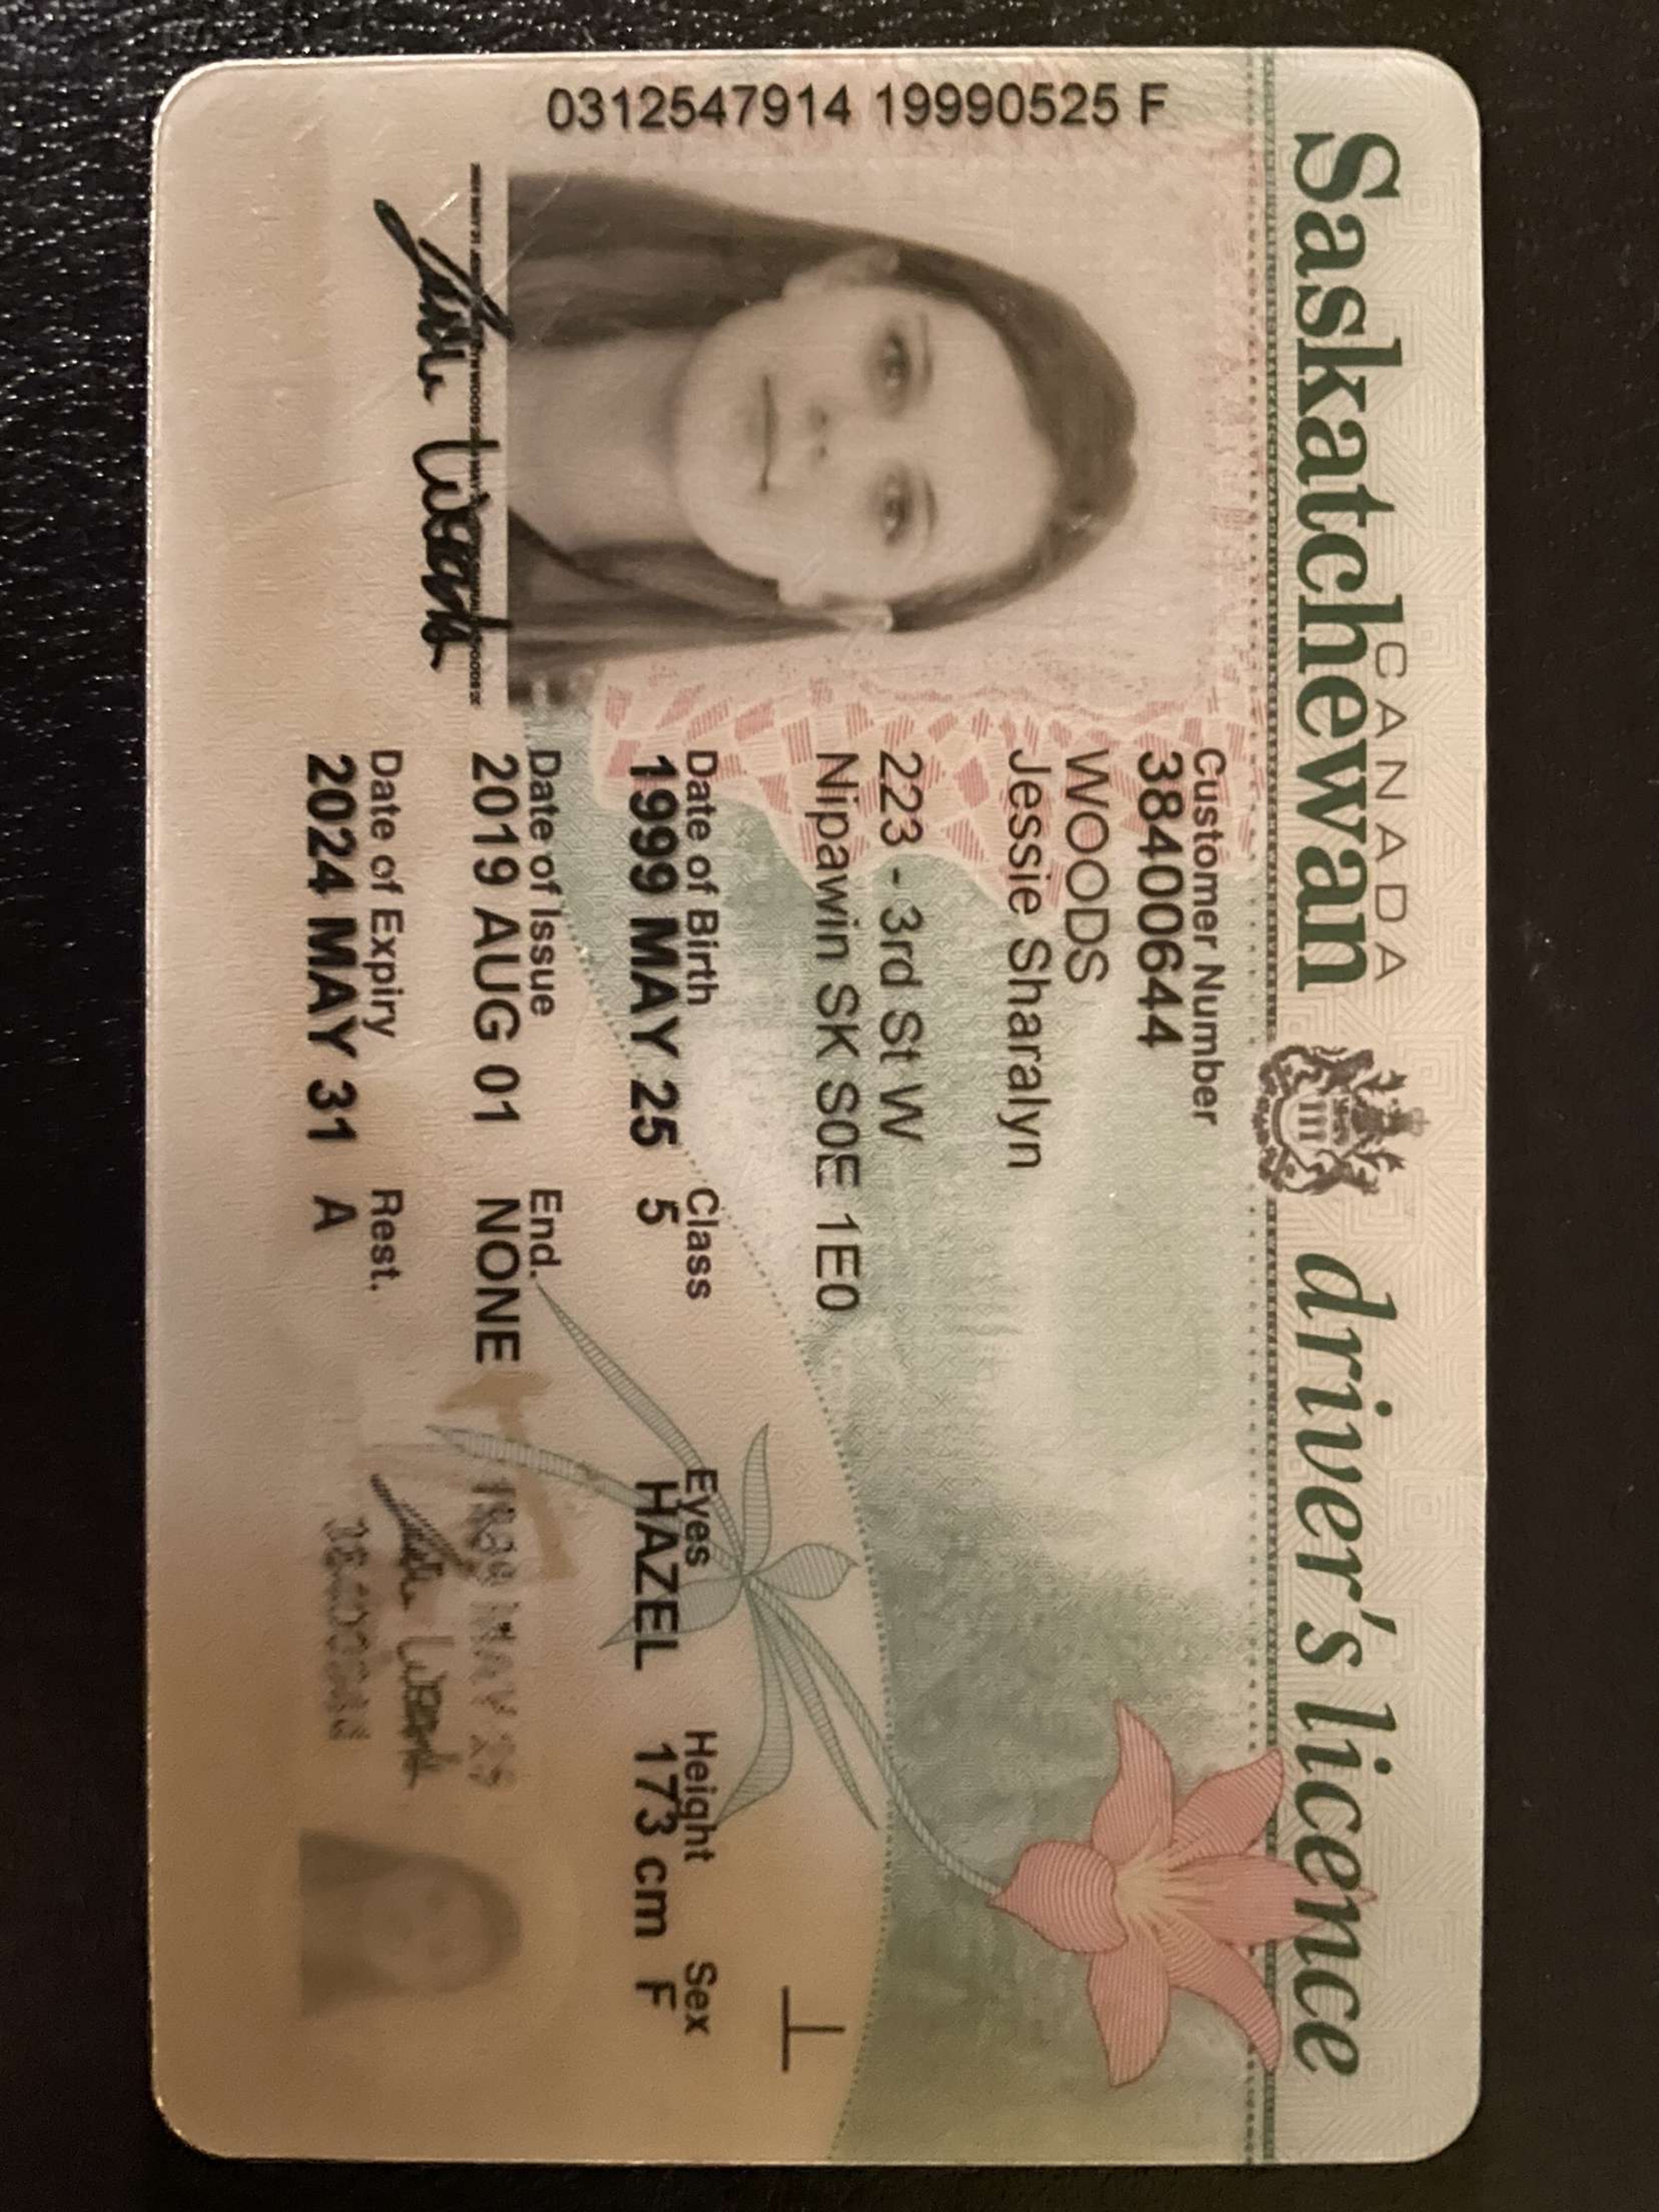 CANADA
Saskatchewan driver's licence
0312547914 19990525 F
Customer Number
38400644
WOODS
Jessie Sharalyn
223 - 3rd St W
Nipawin SK S0E 1E0
Date of Birth Class Eyes Height Sex
1999 MAY 25 5 HAZEL 173 cm F
Date of Issue End.
2019 AUG 01 NONE
Date of Expiry Rest.
2024 MAY 31 A
1999 MAY 25